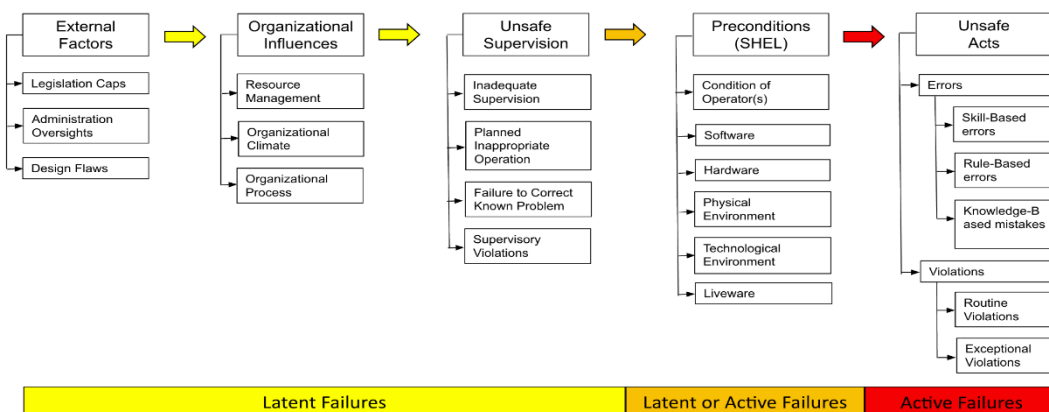 External
Factors
Legislation Caps
Administration
Oversights
Design Flaws
Organizational
Influences
Resource
Management
Organizational
Climate
Organizational
Process
Unsafe
Supervision
Inadequate
Supervision
Planned
Inappropriate
Operation
Failure to Correct
Known Problem
Supervisory
Violations
Preconditions
(SHEL)
Condition of
Operator(s)
Software
Hardware
Physical
Environment
Technological
Environment
Liveware
Unsafe
Acts
Errors
Skill-Based
errors
Rule-Based
errors
Knowledge-B
ased mistakes
Violations
Routine
Violations
Exceptional
Violations
Latent Failures
Latent or Active Failures
Active Failures